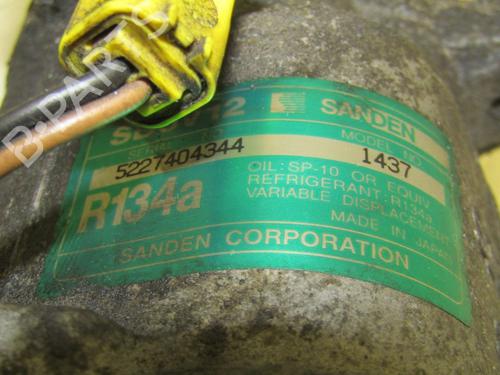 SANDEN
MODEL NO.
5227404344
1437
R134a
OIL: SP-10 OR EQUIV
REFRIGERANT: R134a
VARIABLE DISPLACEMENT
MADE IN JAPAN
SANDEN CORPORATION
B-PARTS